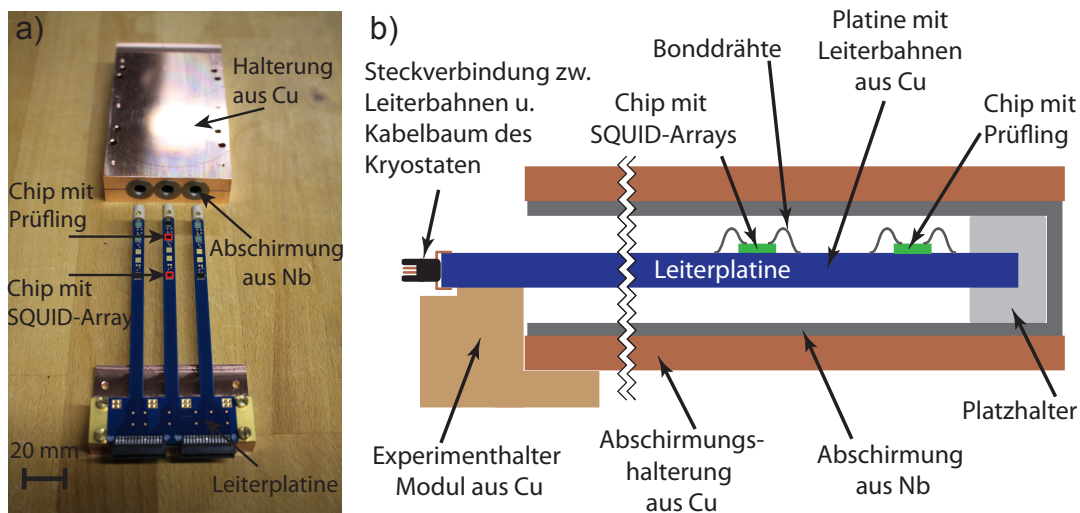 a)
Halterung
aus Cu
Chip mit
Prüfling
Abschirmung
aus Nb
Chip mit
SQUID-Array
20 mm
Leiterplatine
b)
Steckverbindung zw.
Leiterbahnen u.
Kabelbaum des
Kryostaten
Bonddrähte
Platine mit
Leiterbahnen
aus Cu
Chip mit
SQUID-Arrays
Chip mit
Prüfling
Leiterplatine
Experimenthalter
Modul aus Cu
Abschirmungs-
halterung
aus Cu
Abschirmung
aus Nb
Platzhalter